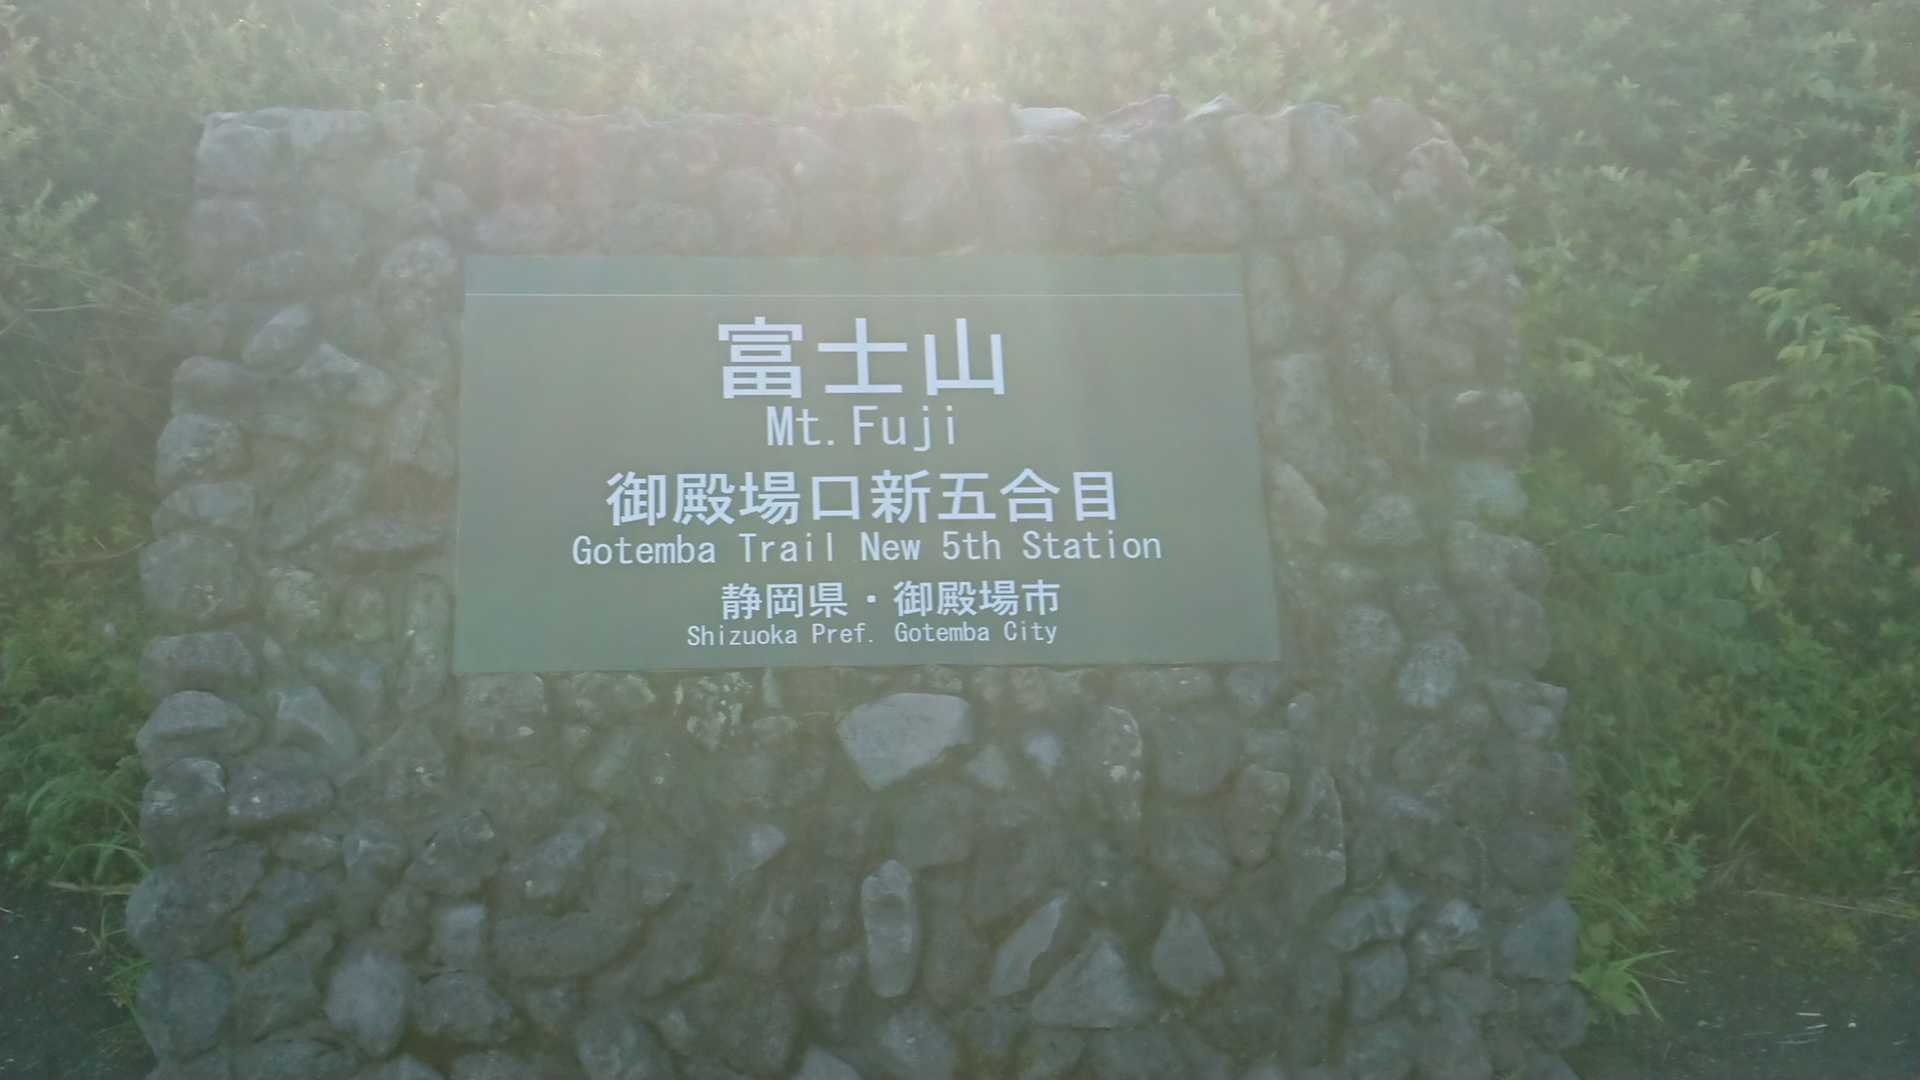 富士山
Mt.Fuji
御殿場口新五合目
Gotemba Trail New 5th Station
静岡県・御殿場市
Shizuoka Pref. Gotemba City